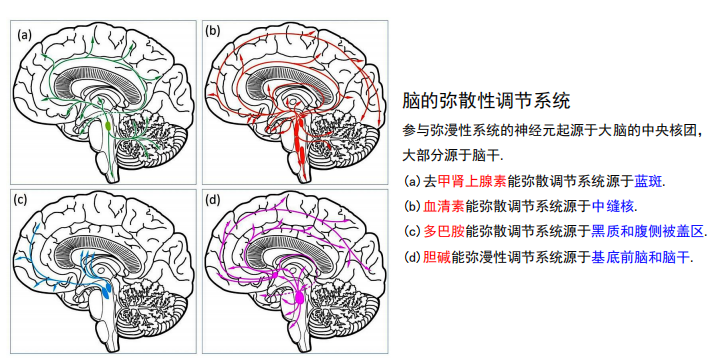 (a)
(b)
脑的弥散性调节系统
参与弥漫性系统的神经元起源于大脑的中央核团，
大部分源于脑干.
(a)去甲肾上腺素能弥散调节系统源于蓝斑.
(b)血清素能弥散调节系统源于中缝核.
(c)多巴胺能弥散调节系统源于黑质和腹侧被盖区.
(d)胆碱能弥漫性调节系统源于基底前脑和脑干.
(c)
(d)